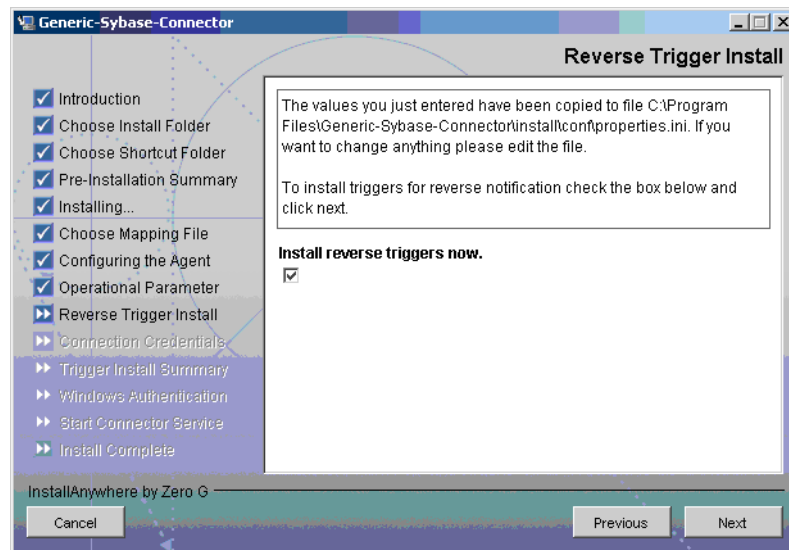 Generic-Sybase-Connector
Reverse Trigger Install
Introduction
Choose Install Folder
Choose Shortcut Folder
Pre-Installation Summary
Installing...
Choose Mapping File
Configuring the Agent
Operational Parameter
Reverse Trigger Install
Connection Credentials
Trigger Install Summary
Windows Authentication
Start Connector Service
Install Complete
The values you just entered have been copied to file C:\Program
Files\Generic-Sybase-Connector\install\conf\properties.ini. If you
want to change anything please edit the file.
To install triggers for reverse notification check the box below and
click next.
Install reverse triggers now.
InstallAnywhere by Zero G
Cancel
Previous
Next